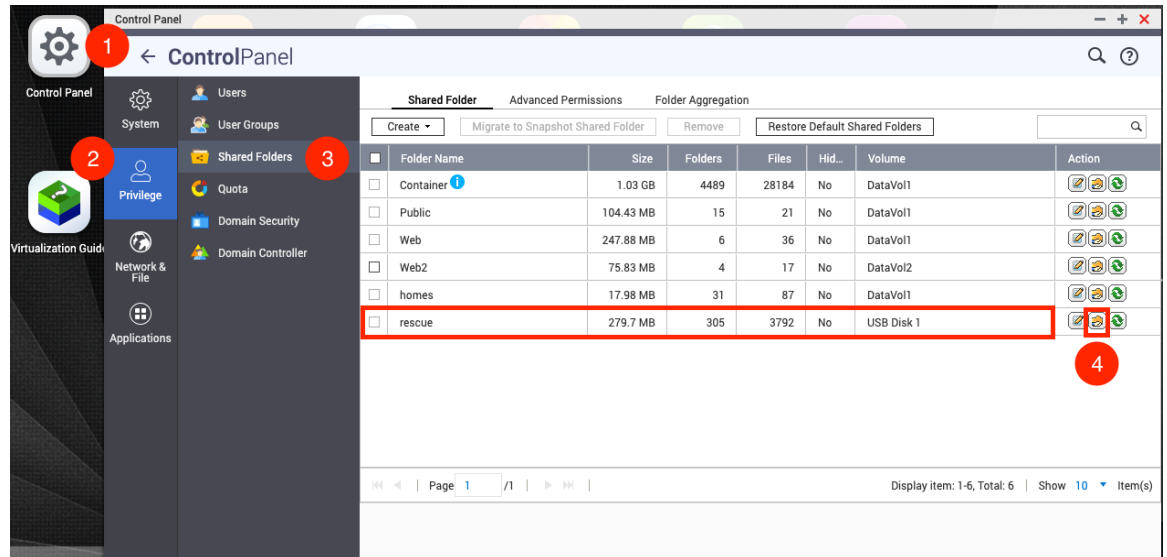 Control Panel
1
ControlPanel
Control Panel
System
2
Privilege
Virtualization Guide
Network &
File
Applications
Users
User Groups
Shared Folders 3
Quota
Domain Security
Domain Controller
Shared Folder Advanced Permissions Folder Aggregation
Create Migrate to Snapshot Shared Folder Remove Restore Default Shared Folders
Folder Name Size Folders Files Hid... Volume Action
Container 1.03 GB 4489 28184 No DataVol1
Public 104.43 MB 15 21 No DataVol1
Web 247.88 MB 6 36 No DataVol1
Web2 75.83 MB 4 17 No DataVol2
homes 17.98 MB 31 87 No DataVol1
rescue 279.7 MB 305 3792 No USB Disk 1
4
Page 1 /1 Display item: 1-6, Total: 6 Show 10 Item(s)